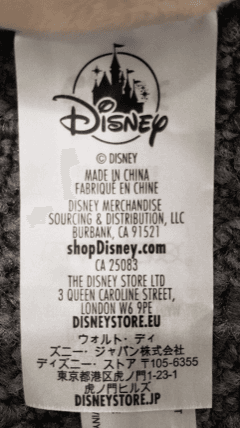 Disney
© DISNEY
MADE IN CHINA
FABRIQUÉ EN CHINE
DISNEY MERCHANDISE
SOURCING & DISTRIBUTION, LLC
BURBANK, CA 91521
shopDisney.com
CA 25083
THE DISNEY STORE LTD
3 QUEEN CAROLINE STREET,
LONDON W6 9PE
DISNEYSTORE.EU
ウォルト・ディ
ズニー・ジャパン株式会社
ディズニー・ストア 〒105-6355
東京都港区虎ノ門1-23-1
虎ノ門ヒルズ
DISNEYSTORE.JP